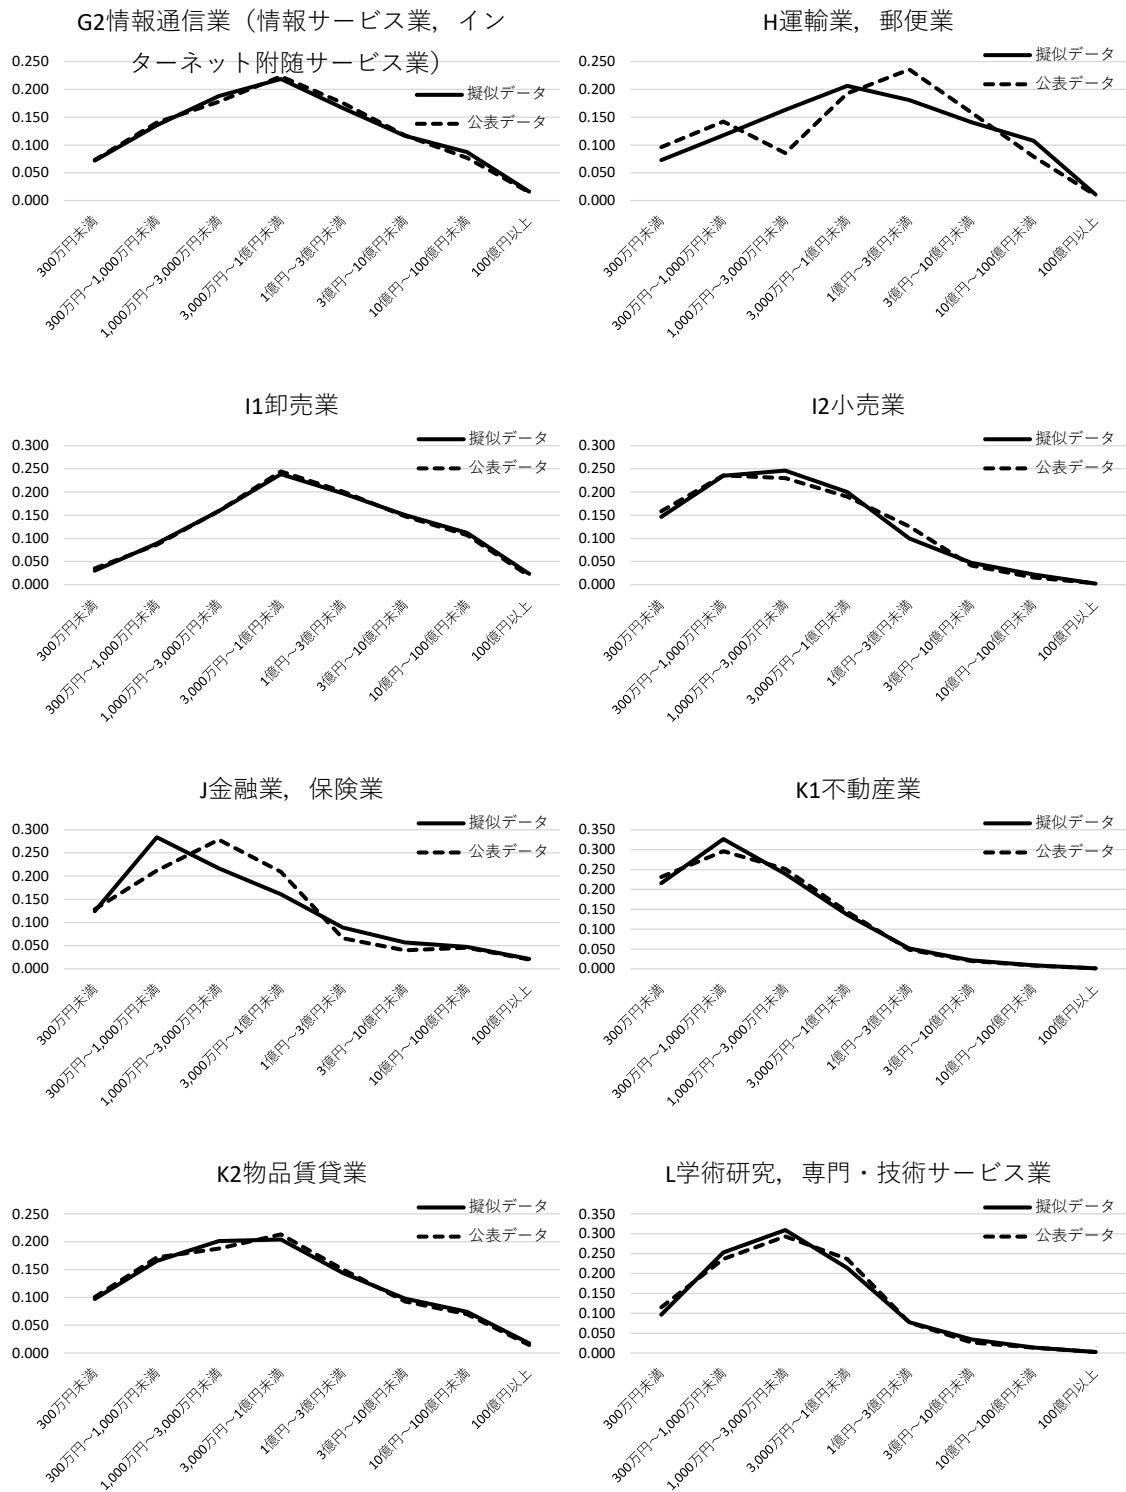 G2情報通信業（情報サービス業，イン
ターネット附随サービス業）
擬似データ
公表データ
0.250
0.200
0.150
0.100
0.050
0.000
300万円未満
300万円～1,000万円未満
1,000万円～3,000万円未満
3,000万円～1億円未満
1億円～3億円未満
3億円～10億円未満
10億円～100億円未満
100億円以上
H運輸業，郵便業
擬似データ
公表データ
0.250
0.200
0.150
0.100
0.050
0.000
300万円未満
300万円～1,000万円未満
1,000万円～3,000万円未満
3,000万円～1億円未満
1億円～3億円未満
3億円～10億円未満
10億円～100億円未満
100億円以上
I1卸売業
擬似データ
公表データ
0.300
0.250
0.200
0.150
0.100
0.050
0.000
300万円未満
300万円～1,000万円未満
1,000万円～3,000万円未満
3,000万円～1億円未満
1億円～3億円未満
3億円～10億円未満
10億円～100億円未満
100億円以上
I2小売業
擬似データ
公表データ
0.300
0.250
0.200
0.150
0.100
0.050
0.000
300万円未満
300万円～1,000万円未満
1,000万円～3,000万円未満
3,000万円～1億円未満
1億円～3億円未満
3億円～10億円未満
10億円～100億円未満
100億円以上
J金融業，保険業
擬似データ
公表データ
0.300
0.250
0.200
0.150
0.100
0.050
0.000
300万円未満
300万円～1,000万円未満
1,000万円～3,000万円未満
3,000万円～1億円未満
1億円～3億円未満
3億円～10億円未満
10億円～100億円未満
100億円以上
K1不動産業
擬似データ
公表データ
0.350
0.300
0.250
0.200
0.150
0.100
0.050
0.000
300万円未満
300万円～1,000万円未満
1,000万円～3,000万円未満
3,000万円～1億円未満
1億円～3億円未満
3億円～10億円未満
10億円～100億円未満
100億円以上
K2物品賃貸業
擬似データ
公表データ
0.250
0.200
0.150
0.100
0.050
0.000
300万円未満
300万円～1,000万円未満
1,000万円～3,000万円未満
3,000万円～1億円未満
1億円～3億円未満
3億円～10億円未満
10億円～100億円未満
100億円以上
L学術研究，専門・技術サービス業
擬似データ
公表データ
0.350
0.300
0.250
0.200
0.150
0.100
0.050
0.000
300万円未満
300万円～1,000万円未満
1,000万円～3,000万円未満
3,000万円～1億円未満
1億円～3億円未満
3億円～10億円未満
10億円～100億円未満
100億円以上